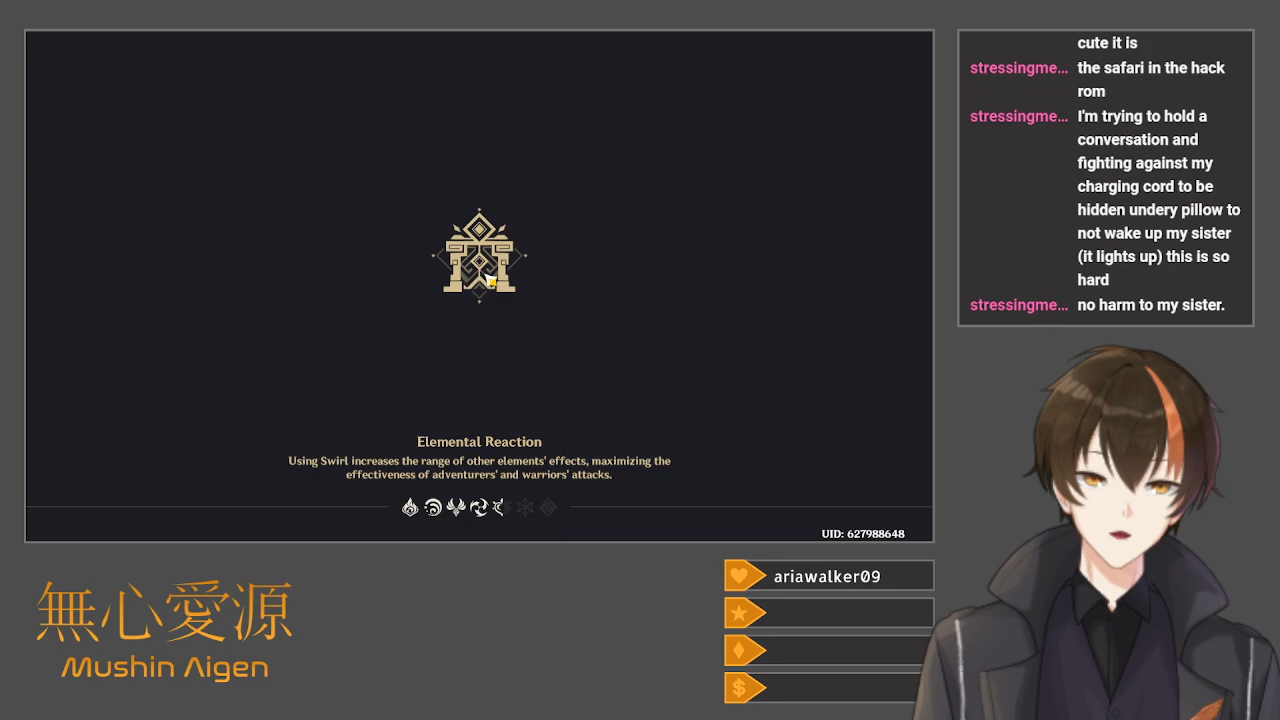 cute it is
stressingme... the safari in the hack
rom
stressingme... I'm trying to hold a
conversation and
fighting against my
charging cord to be
hidden undery pillow to
not wake up my sister
(it lights up) this is so
hard
stressingme... no harm to my sister.
Elemental Reaction
Using Swirl increases the range of other elements' effects, maximizing the
effectiveness of adventurers' and warriors' attacks.
UID: 627988648
ariawalker09
無心愛源
Mushin Aigen